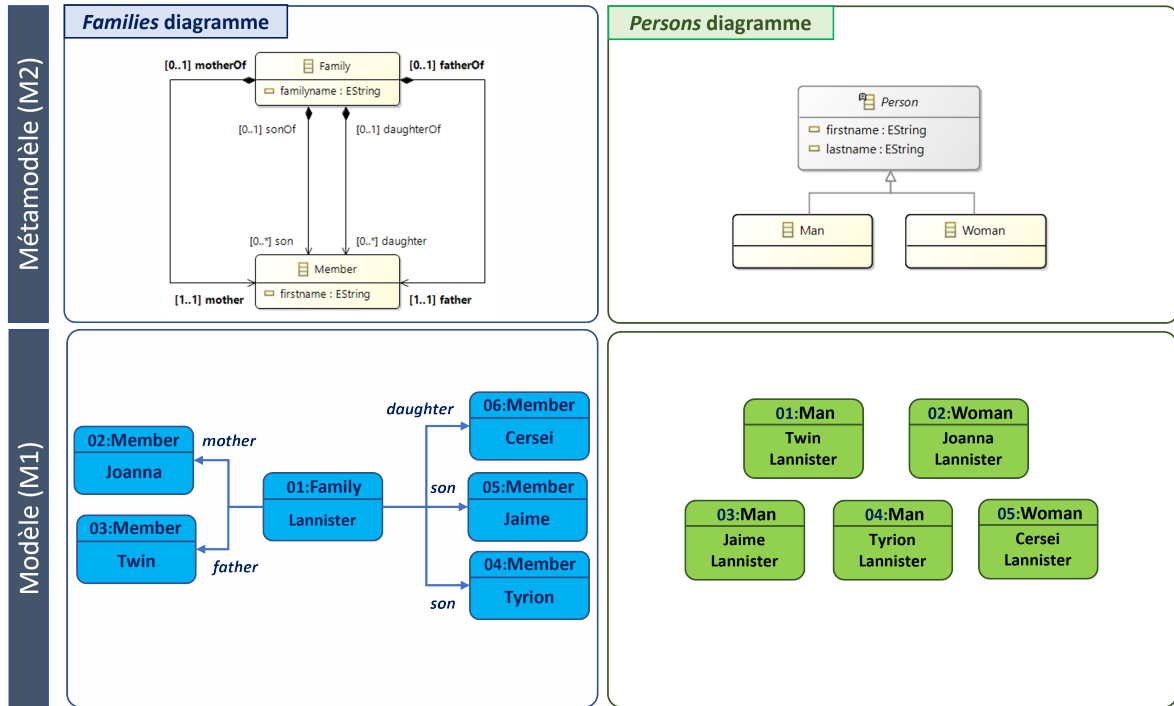 Métamodèle (M2)
Families diagramme
[0..1] motherOf
Family
[0..1] fatherOf
familyname : EString
[0..1] sonOf
[0..1] daughterOf
[0..*] son
[0..*] daughter
Member
firstname : EString
[1..1] mother
[1..1] father
Persons diagramme
Person
firstname : EString
lastname : EString
Man
Woman
Modèle (M1)
02:Member
Joanna
mother
03:Member
Twin
father
01:Family
Lannister
daughter
06:Member
Cersei
son
05:Member
Jaime
son
04:Member
Tyrion
01:Man
Twin
Lannister
02:Woman
Joanna
Lannister
03:Man
Jaime
Lannister
04:Man
Tyrion
Lannister
05:Woman
Cersei
Lannister